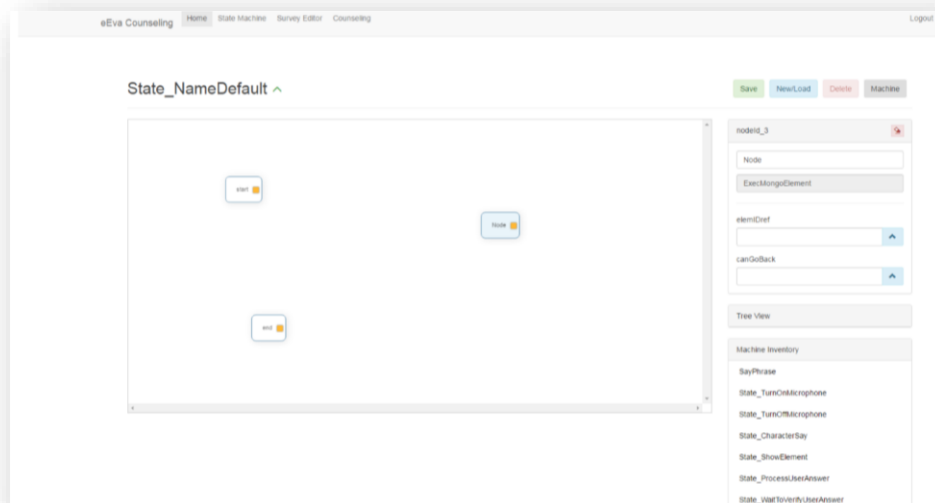 eEva Counseling Home State Machine Survey Editor Counseling Logout
State_NameDefault
Save New/Load Delete Machine
nodeId_3
Node
ExecMongoElement
elemIDref
canGoBack
start
Node
end
Tree View
Machine Inventory
SayPhrase
State_TurnOnMicrophone
State_TurnOffMicrophone
State_CharacterSay
State_ShowElement
State_ProcessUserAnswer
State_WaitToVerifyUserAnswer